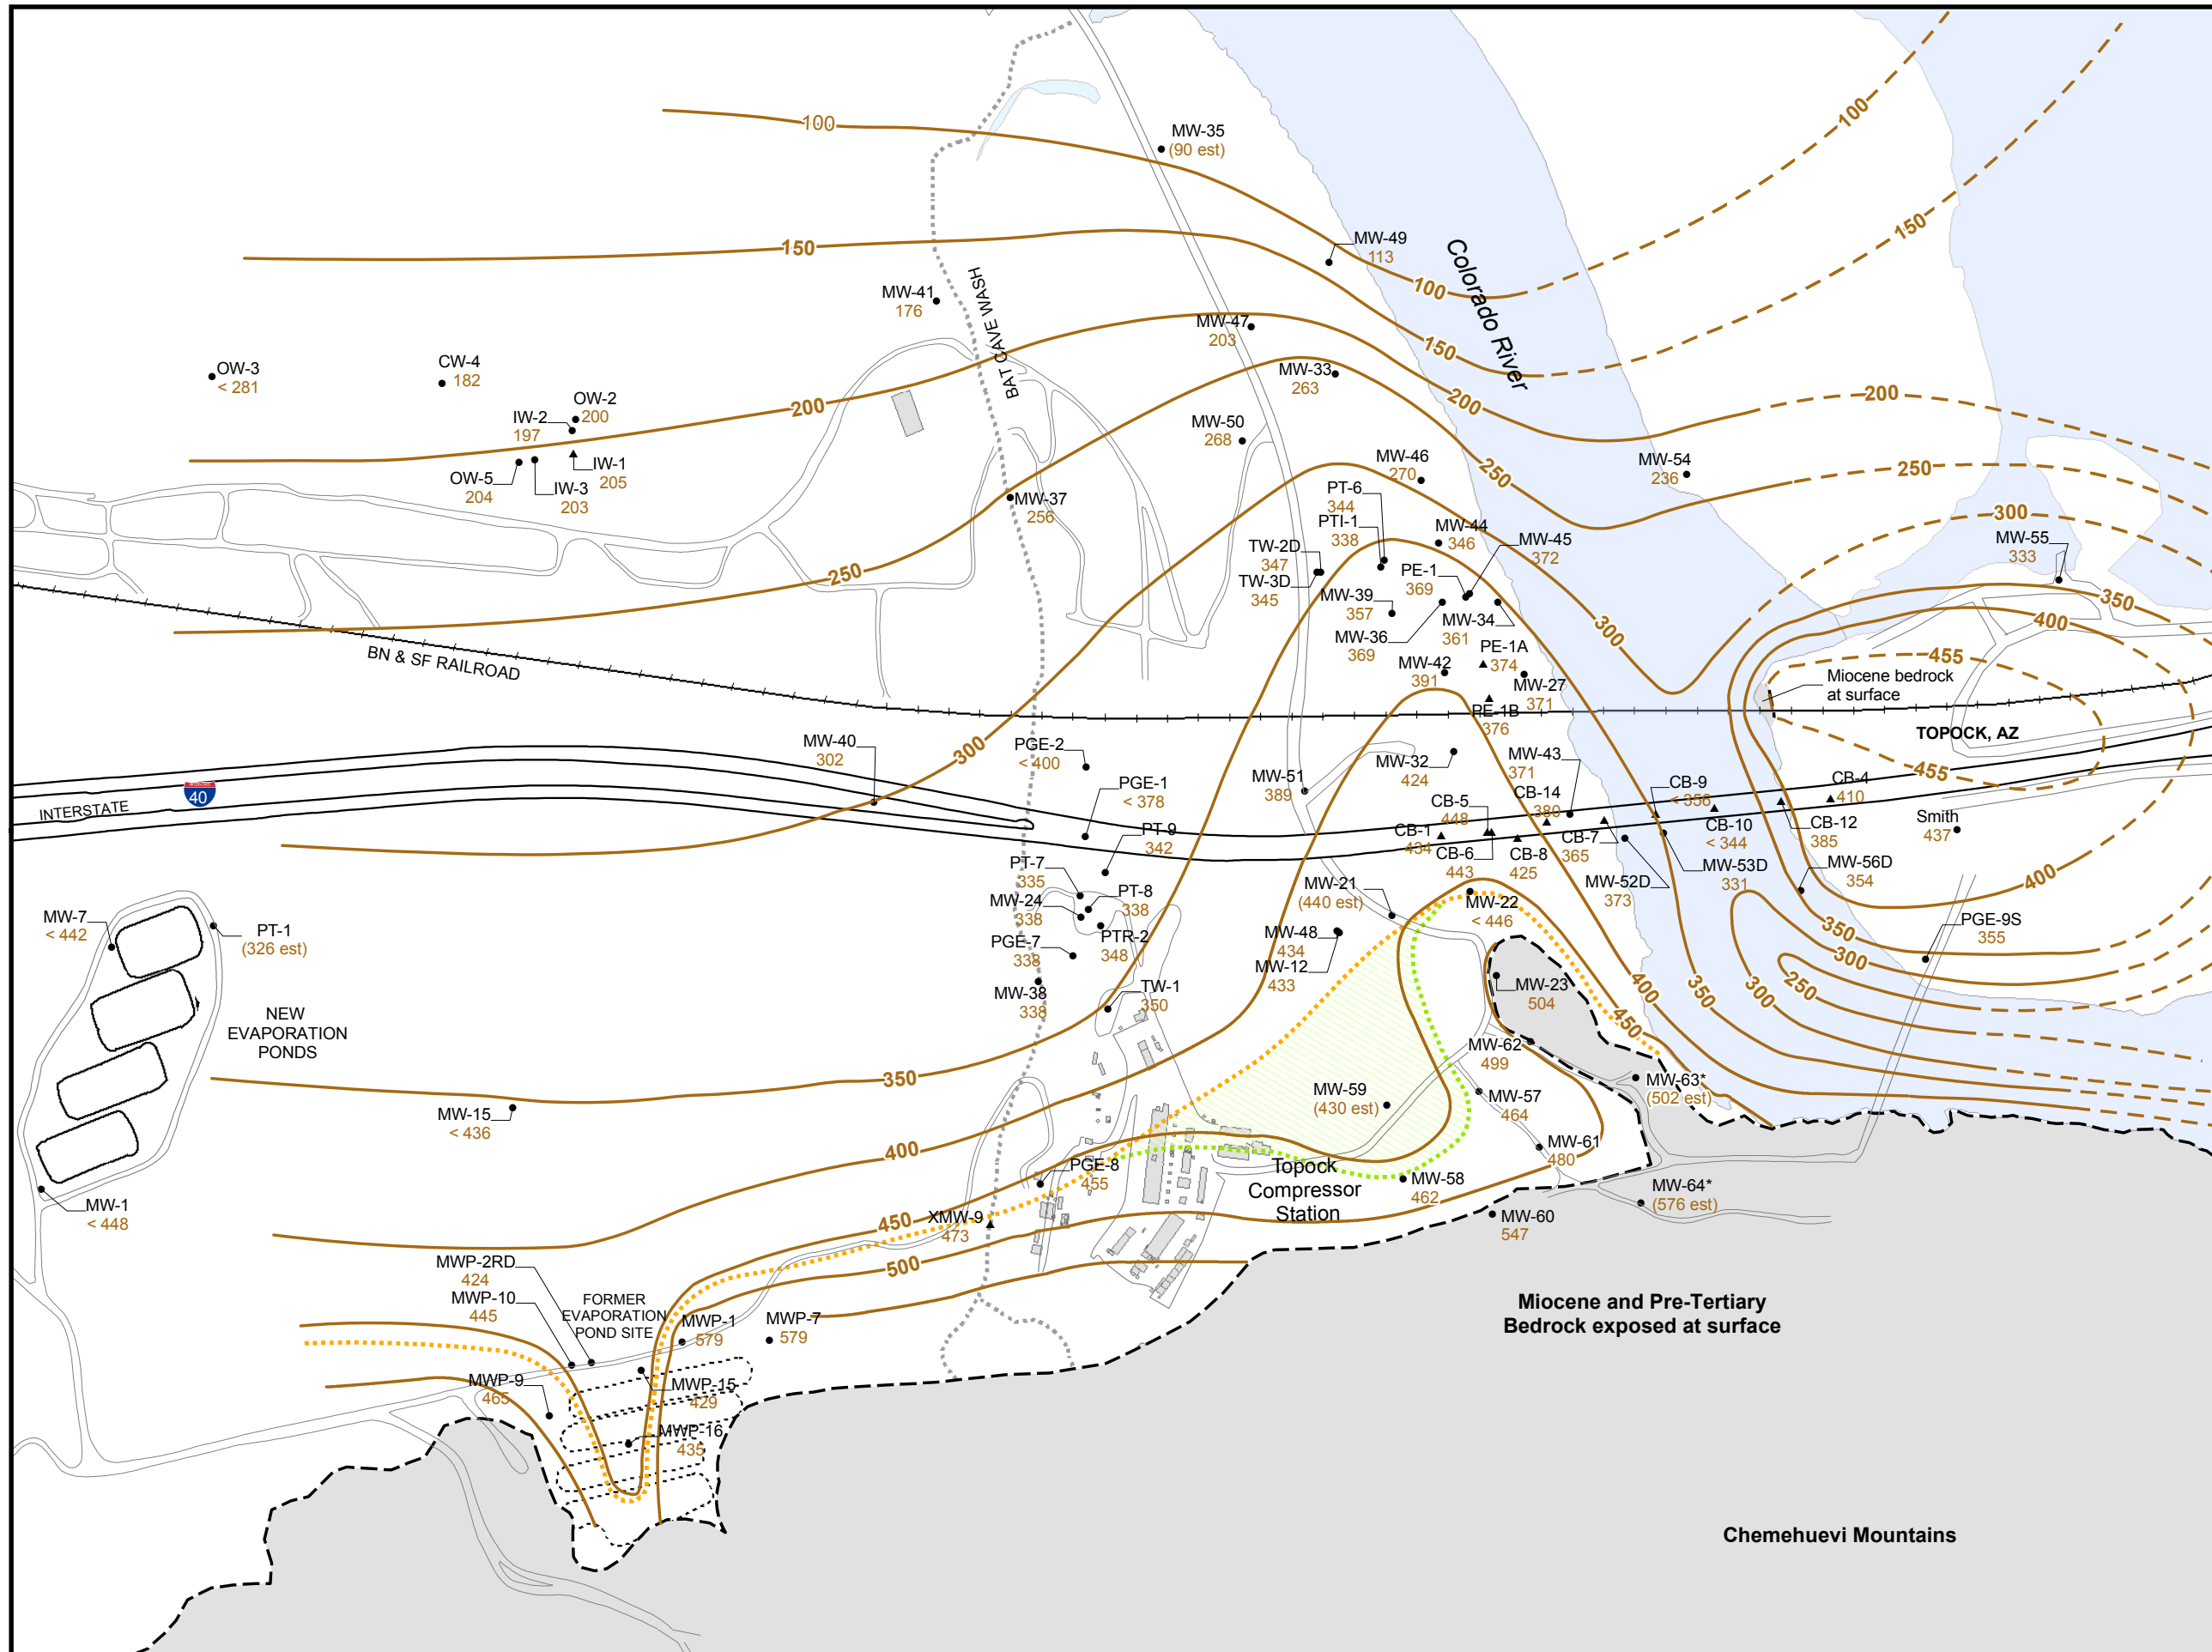 100
100
MW-35
(90 est)
150
150
MW-49
113
100
Colorado River
MW-41
176
BAT CAVE WASH
MW-47
203
150
OW-3
< 281
CW-4
182
MW-33
263
200
200
200
OW-2
200
IW-2
197
MW-50
268
MW-46
270
250
MW-54
236
250
OW-5
204
IW-1
205
IW-3
203
MW-37
256
PT-6
344
PTI-1
338
MW-44
346
MW-45
372
300
MW-55
333
TW-2D
347
TW-3D
345
250
PE-1
369
MW-39
357
MW-34
361
MW-36
369
350
400
300
BN & SF RAILROAD
PE-1A
374
MW-42
391
MW-27
371
PE-1B
376
455
Miocene bedrock
at surface
TOPOCK, AZ
MW-40
302
300
PGE-2
< 400
PGE-1
< 378
MW-51
389
MW-32
424
MW-43
371
CB-14
380
CB-9
< 358
CB-4
410
455
INTERSTATE
40
PT-9
342
CB-5
448
CB-1
434
CB-6
443
CB-8
425
CB-7
365
CB-10
< 344
CB-12
385
Smith
437
PT-7
335
MW-24
338
PT-8
338
MW-21
(440 est)
MW-22
< 446
MW-52D
373
MW-53D
331
MW-56D
354
400
MW-7
< 442
PT-1
(326 est)
PGE-7
338
PTR-2
348
MW-48
434
MW-12
433
350
PGE-9S
355
300
250
MW-38
338
TW-1
350
MW-23
504
400
350
300
450
NEW
EVAPORATION
PONDS
MW-62
499
350
MW-15
< 436
MW-59
(430 est)
MW-57
464
MW-63*
(502 est)
400
MW-61
480
PGE-8
455
Topock
Compressor
Station
MW-58
462
MW-64*
(576 est)
MW-1
< 448
450
XMW-9
473
MW-60
547
500
MWP-2RD
424
MWP-10
445
FORMER
EVAPORATION
POND SITE
MWP-1
579
MWP-7
579
Miocene and Pre-Tertiary
Bedrock exposed at surface
MWP-9
465
MWP-15
429
MWP-16
435
Chemehuevi Mountains